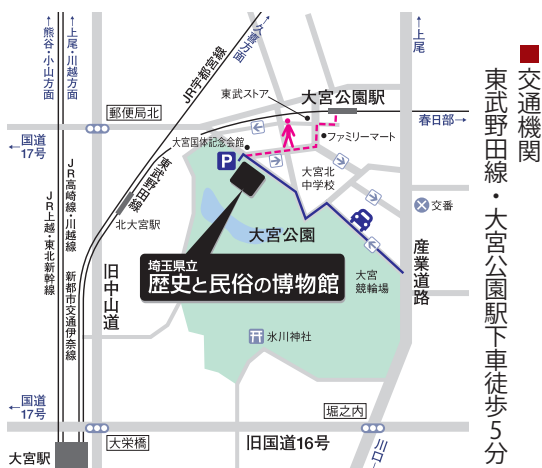 ■交通機関
東武野田線・大宮公園駅下車徒歩5分
←熊谷・小山方面
←上尾・川越方面
久喜方面
←上尾
JR宇都宮線
東武ストア
大宮公園駅
郵便局北
春日部→
大宮国体記念会館
ファミリーマート
←国道
17号
P
大宮北
中学校
東武野田線
北大宮駅
交番
JR高崎線・川越線
新都市交通伊奈線
JR上越・東北新幹線
旧中山道
大宮公園
産業道路
埼玉県立
歴史と民俗の博物館
大宮
競輪場
氷川神社
←国道
17号
堀之内
大栄橋
旧国道16号
川口
大宮駅